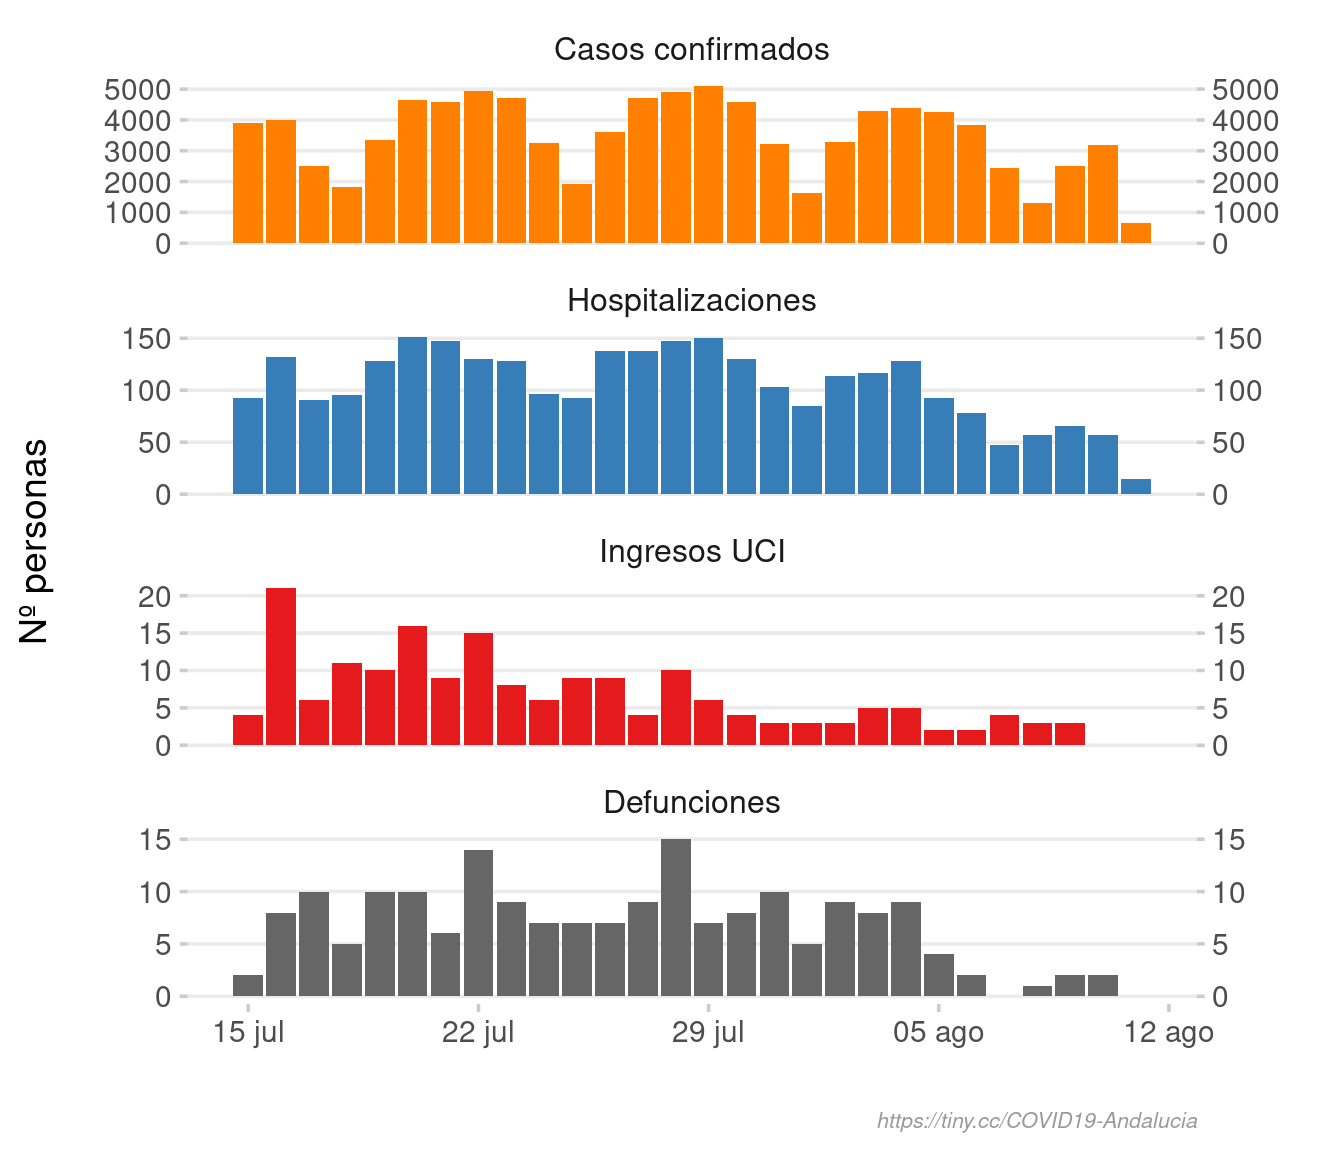 Casos confirmados
5000 5000
4000 4000
3000 3000
2000 2000
1000 1000
0 0
Hospitalizaciones
150 150
100 100
50 50
0 0
Nº personas
Ingresos UCI
20 20
15 15
10 10
5 5
0 0
Defunciones
15 15
10 10
5 5
0 0
15 jul 22 jul 29 jul 05 ago 12 ago
https://tiny.cc/COVID19-Andalucia